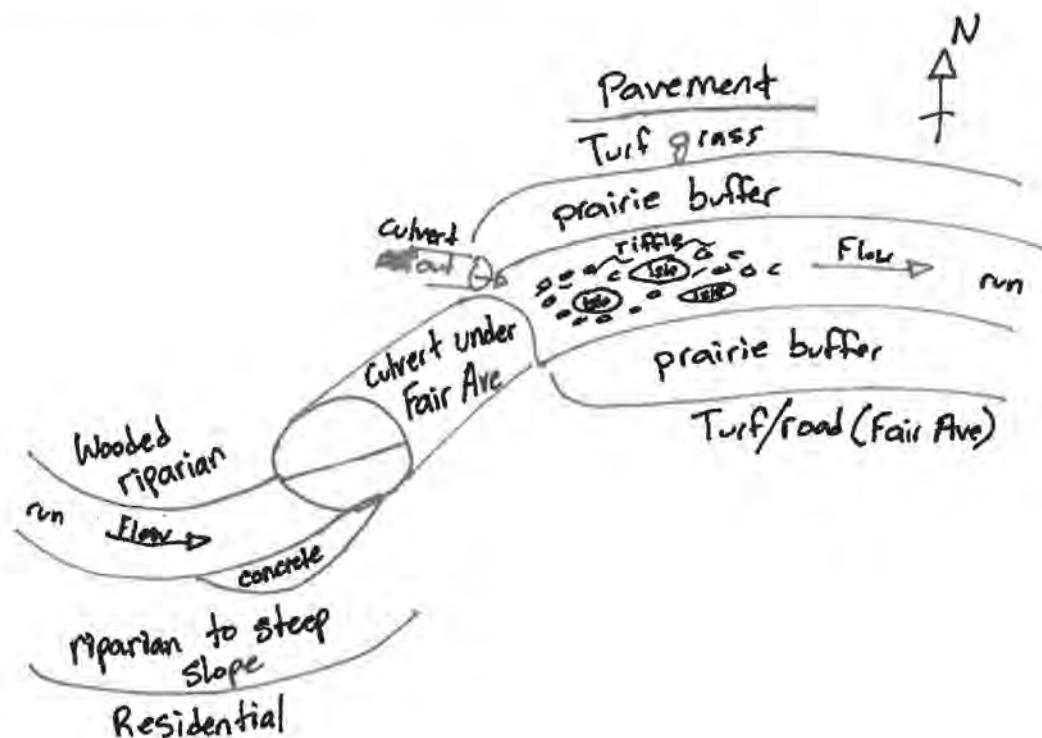 N
Pavement
Turf grass
prairie buffer
culvert
out
riffle
Isle
Flow
run
prairie buffer
Turf/road (Fair Ave)
Culvert under
Fair Ave
Wooded
riparian
run
Flow
concrete
riparian to steep
slope
Residential